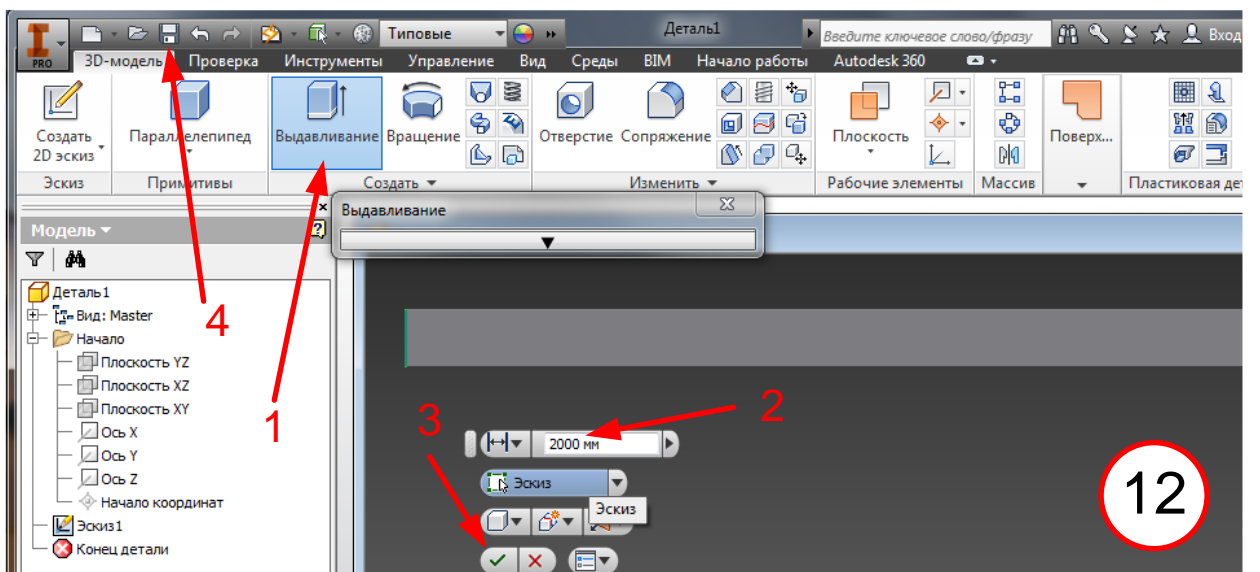 Типовые
Деталь1
Введите ключевое слово/фразу
Вход
PRO
3D-модель Проверка Инструменты Управление Вид Среды BIM Начало работы Autodesk 360
Создать
2D эскиз
Параллелепипед
Выдавливание
Вращение
Отверстие
Сопряжение
Плоскость
Поверх...
Эскиз
Примитивы
Создать
Изменить
Рабочие элементы
Массив
Пластиковая де
Выдавливание
Модель
Деталь1
Вид: Master
Начало
Плоскость YZ
Плоскость XZ
Плоскость XY
Ось X
Ось Y
Ось Z
Начало координат
Эскиз1
Конец детали
4
1
3
2
2000 мм
Эскиз
Эскиз
12